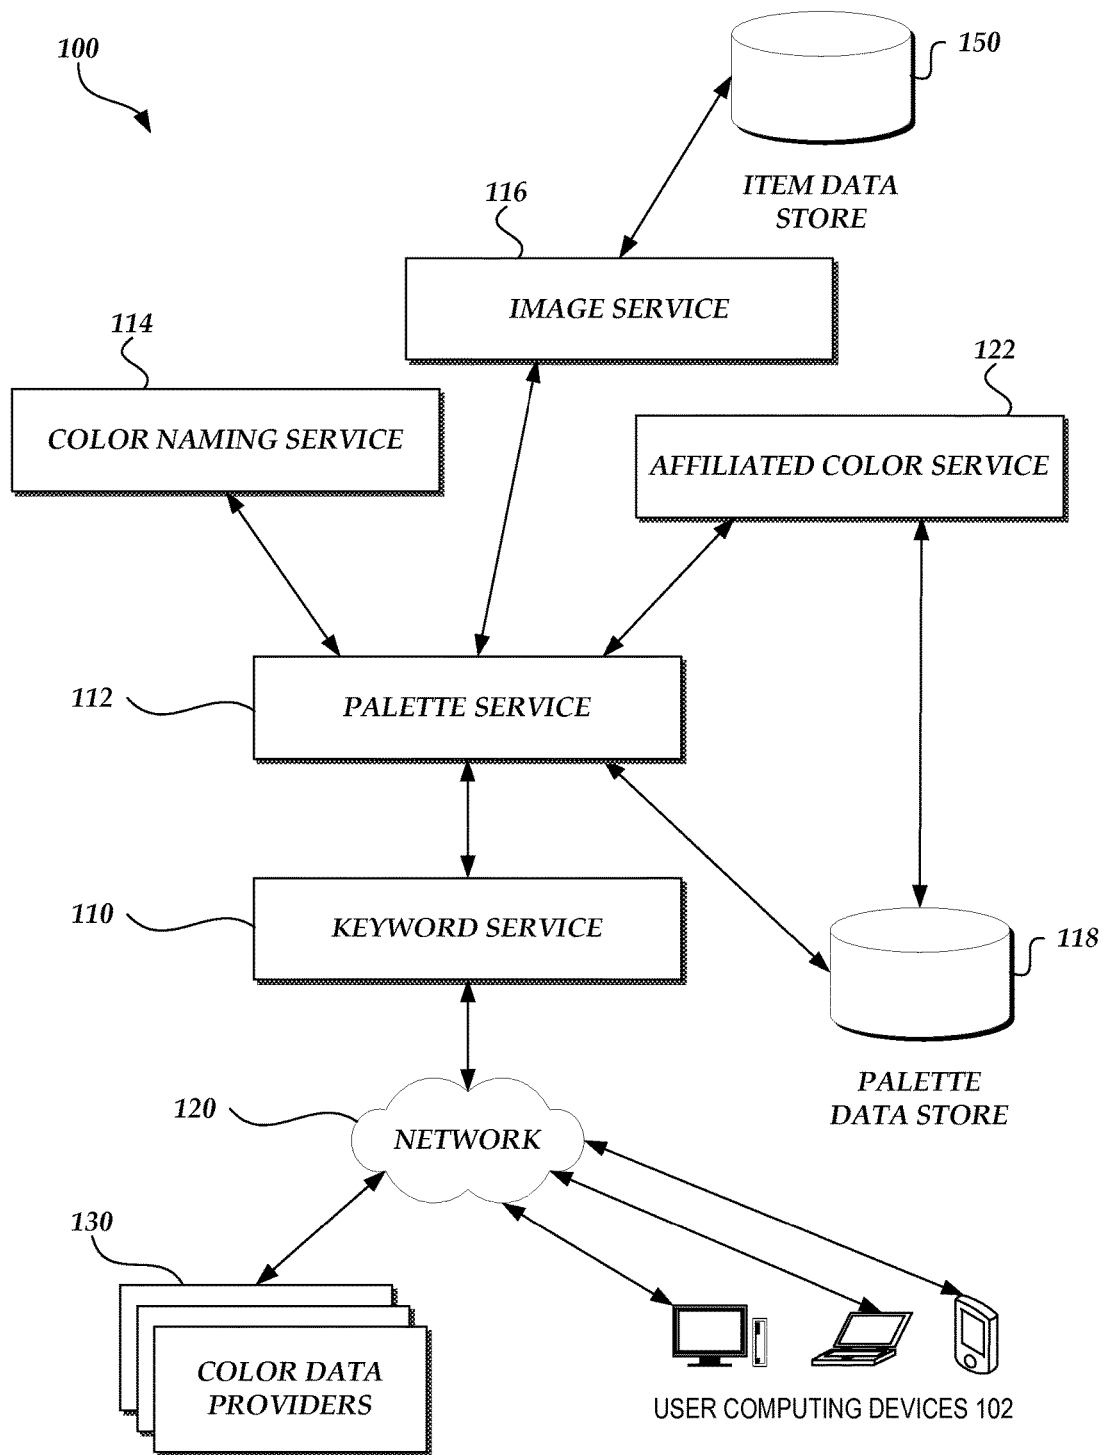 100
150
ITEM DATA
STORE
116
IMAGE SERVICE
114
COLOR NAMING SERVICE
122
AFFILIATED COLOR SERVICE
112
PALETTE SERVICE
110
KEYWORD SERVICE
118
PALETTE
DATA STORE
120
NETWORK
130
COLOR DATA
PROVIDERS
USER COMPUTING DEVICES 102